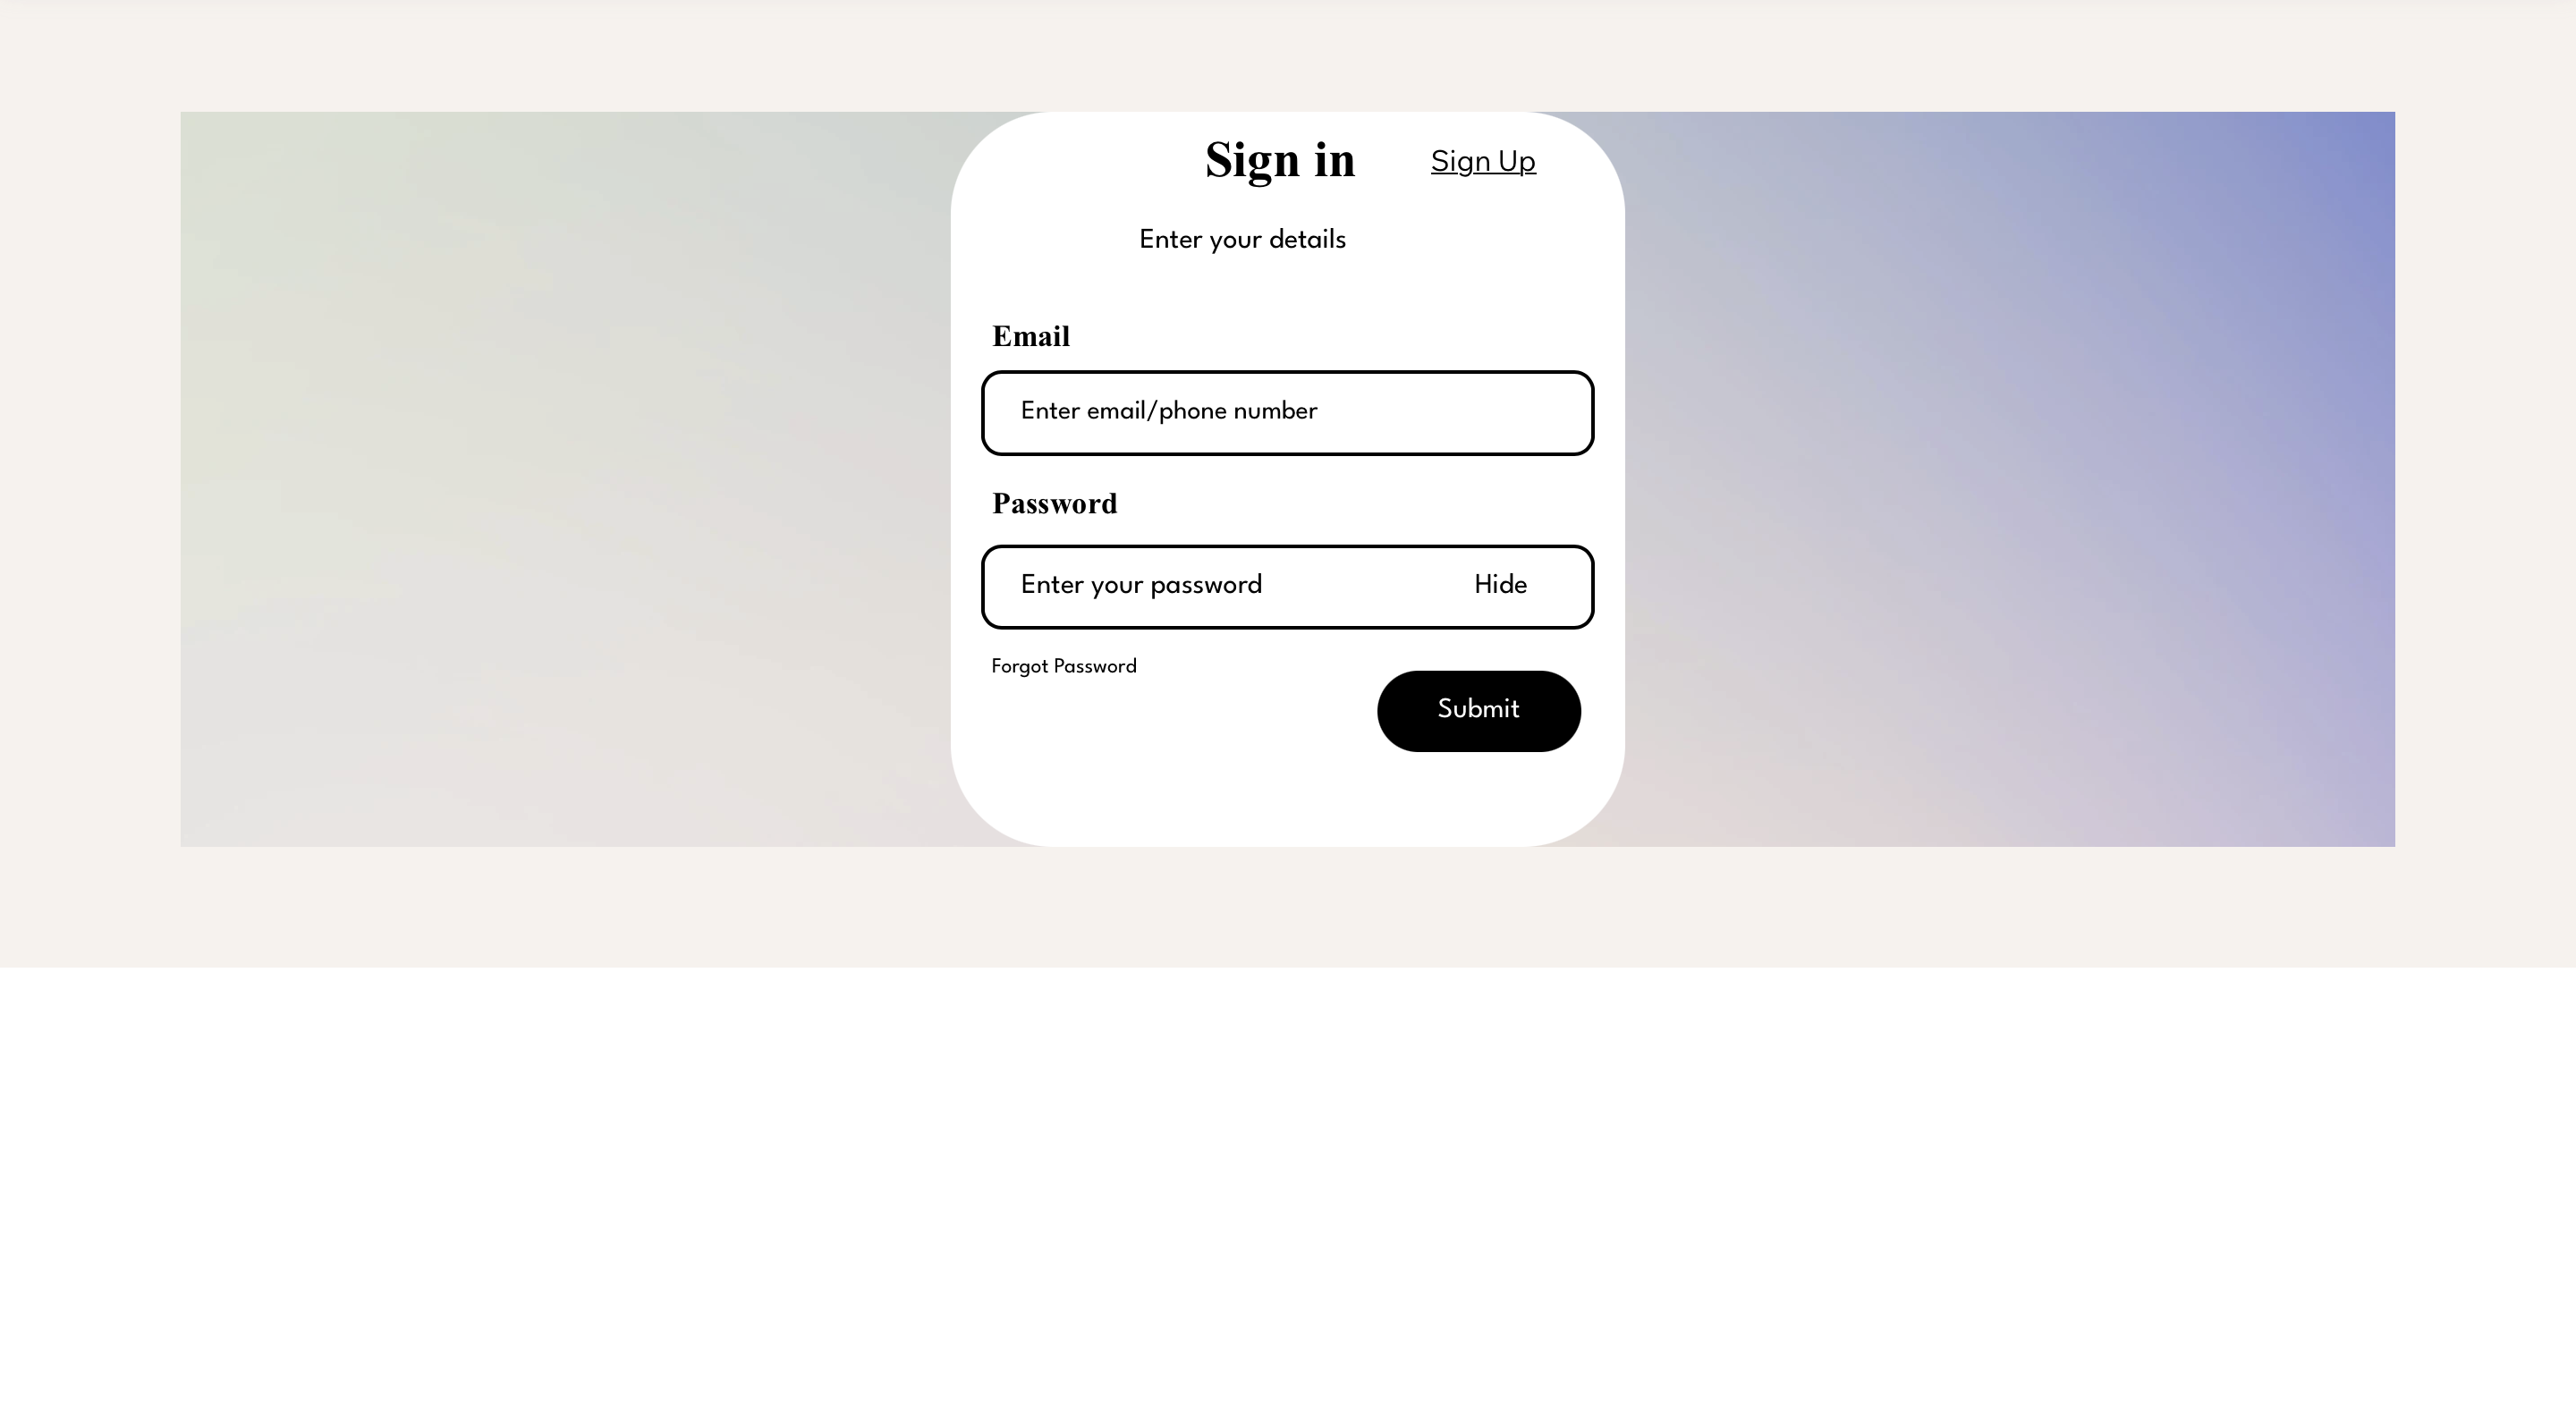 Sign in Sign Up
Enter your details
Email
Enter email/phone number
Password
Enter your password Hide
Forgot Password
Submit